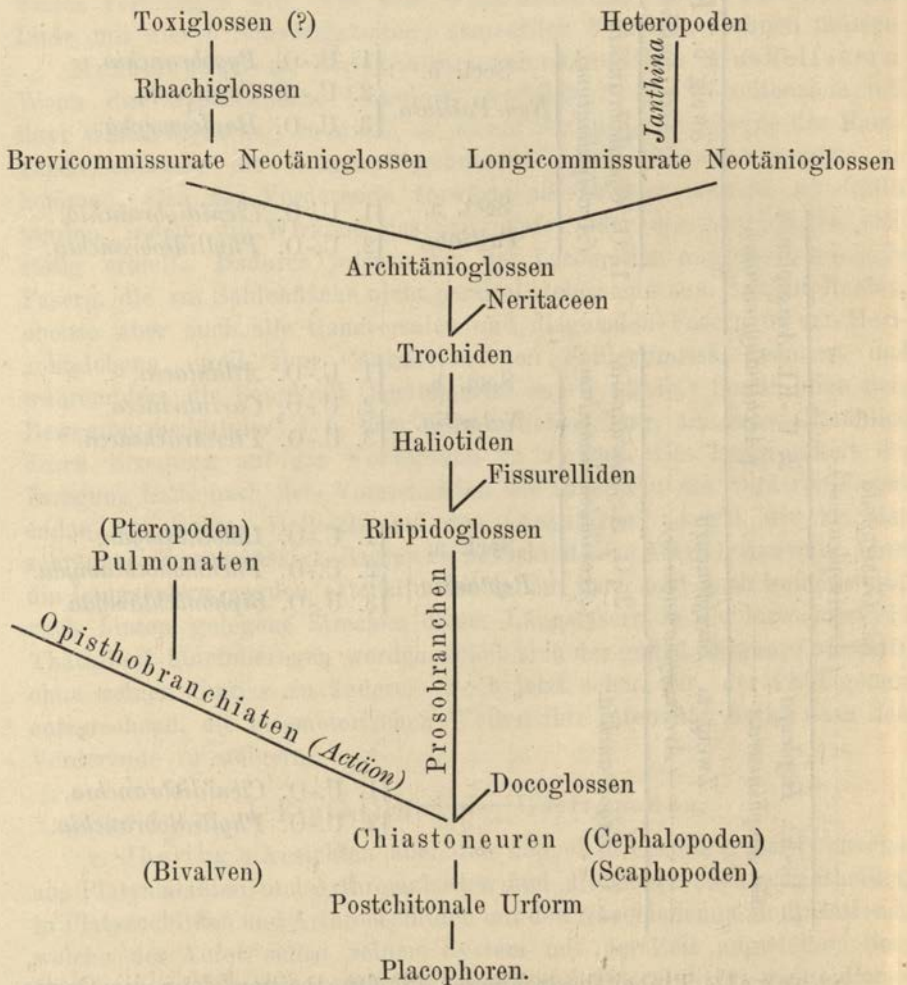 Toxiglossen (?) Heteropoden
Janthina
Rhachiglossen
Brevicommissurate Neotänioglossen Longicommissurate Neotänioglossen
Architänioglossen
Neritaceen
Trochiden
Haliotiden
Fissurelliden
(Pteropoden) Rhipidoglossen
Pulmonaten
Opisthobranchiaten (Actäon)
Prosobranchen
Docoglossen
Chiastoneuren (Cephalopoden)
(Bivalven) (Scaphopoden)
Postchitonale Urform
Placophoren.